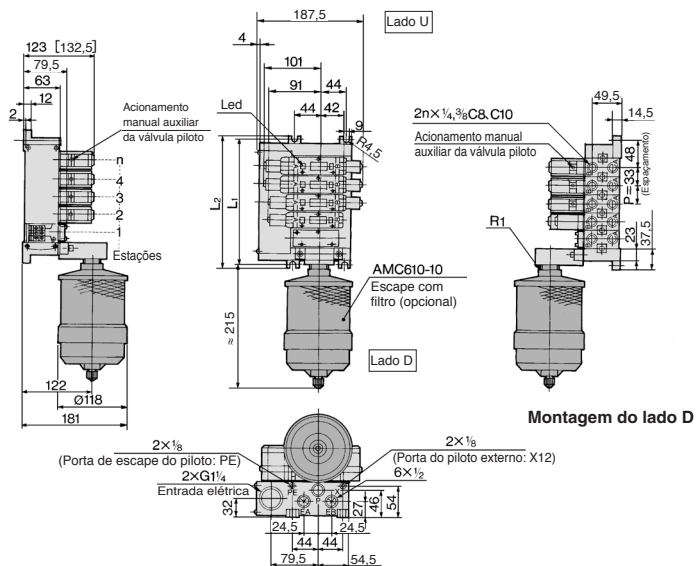 187,5
Lado U
4
101
91
44
44
42
9
R4,5
Led
L₂
L₁
≈ 215
AMC610-10
Escape com
filtro (opcional)
Lado D
123 [132,5]
79,5
63
12
2
Acionamento
manual auxiliar
da válvula piloto
n
4
3
2
1
Estações
122
Ø118
181
49,5
14,5
2n×¼,⅜C8,C10
Acionamento manual
auxiliar da válvula piloto
48
P=33
(Espaçamento)
23
37,5
R1
Montagem do lado D
2×⅛
(Porta de escape do piloto: PE)
2×G1¼
Entrada elétrica
32
2×⅛
(Porta do piloto externo: X12)
6×½
PE
P
EA
EB
27
46
54
24,5
24,5
44
44
79,5
54,5